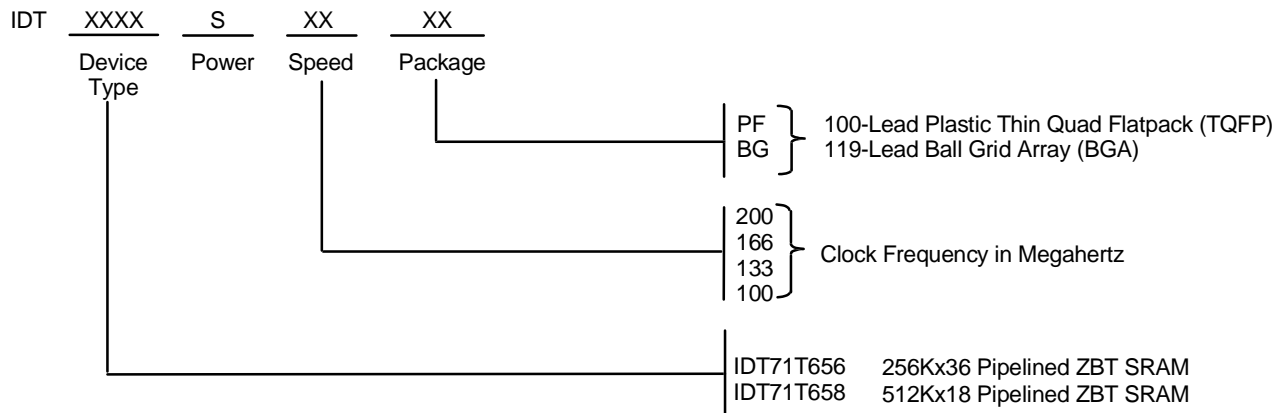 IDT XXXX S XX XX
Device Type Power Speed Package
PF 100-Lead Plastic Thin Quad Flatpack (TQFP)
BG 119-Lead Ball Grid Array (BGA)
200
166
133
100
Clock Frequency in Megahertz
IDT71T656 256Kx36 Pipelined ZBT SRAM
IDT71T658 512Kx18 Pipelined ZBT SRAM